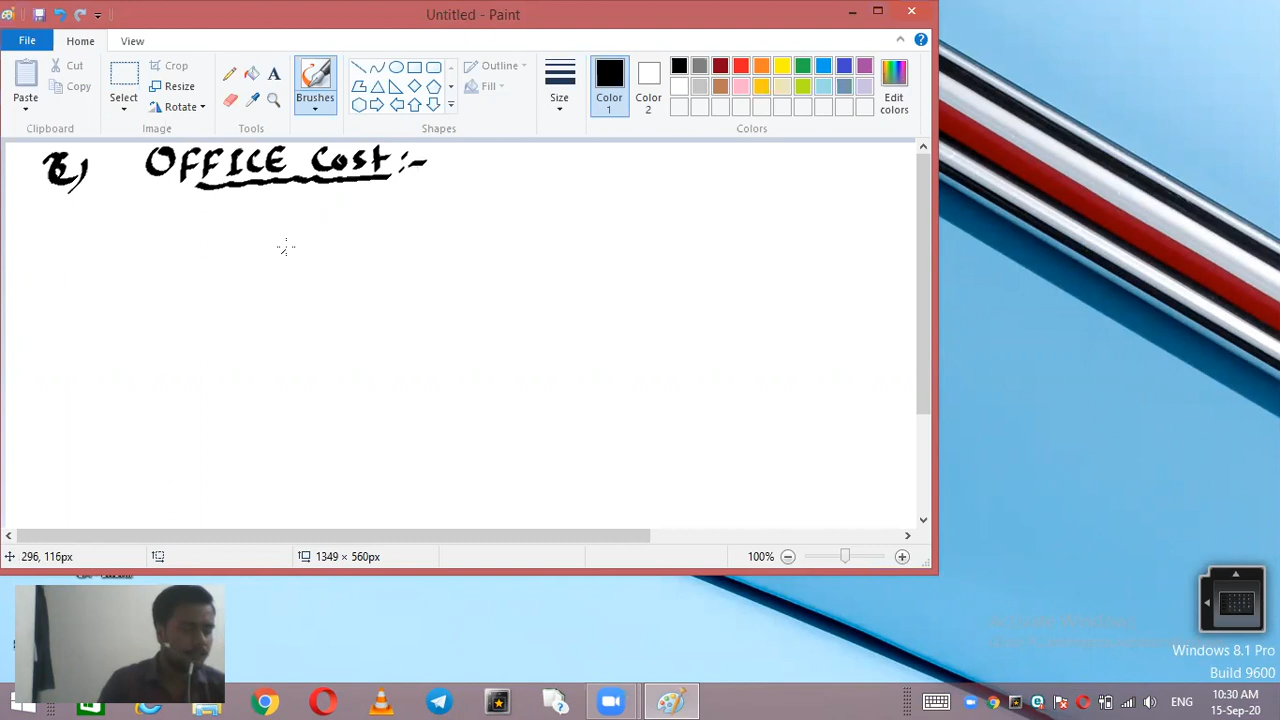 Untitled - Paint
File
Home
View
Paste
Cut
Copy
Clipboard
Select
Crop
Resize
Rotate
Image
Tools
Brushes
Outline
Fill
Shapes
Size
Color 1
Color 2
Edit colors
Colors
OFFICE Cost:-
296, 116px
1349 × 560px
100%
Windows 8.1 Pro
Build 9600
ENG
10:30 AM
15-Sep-20